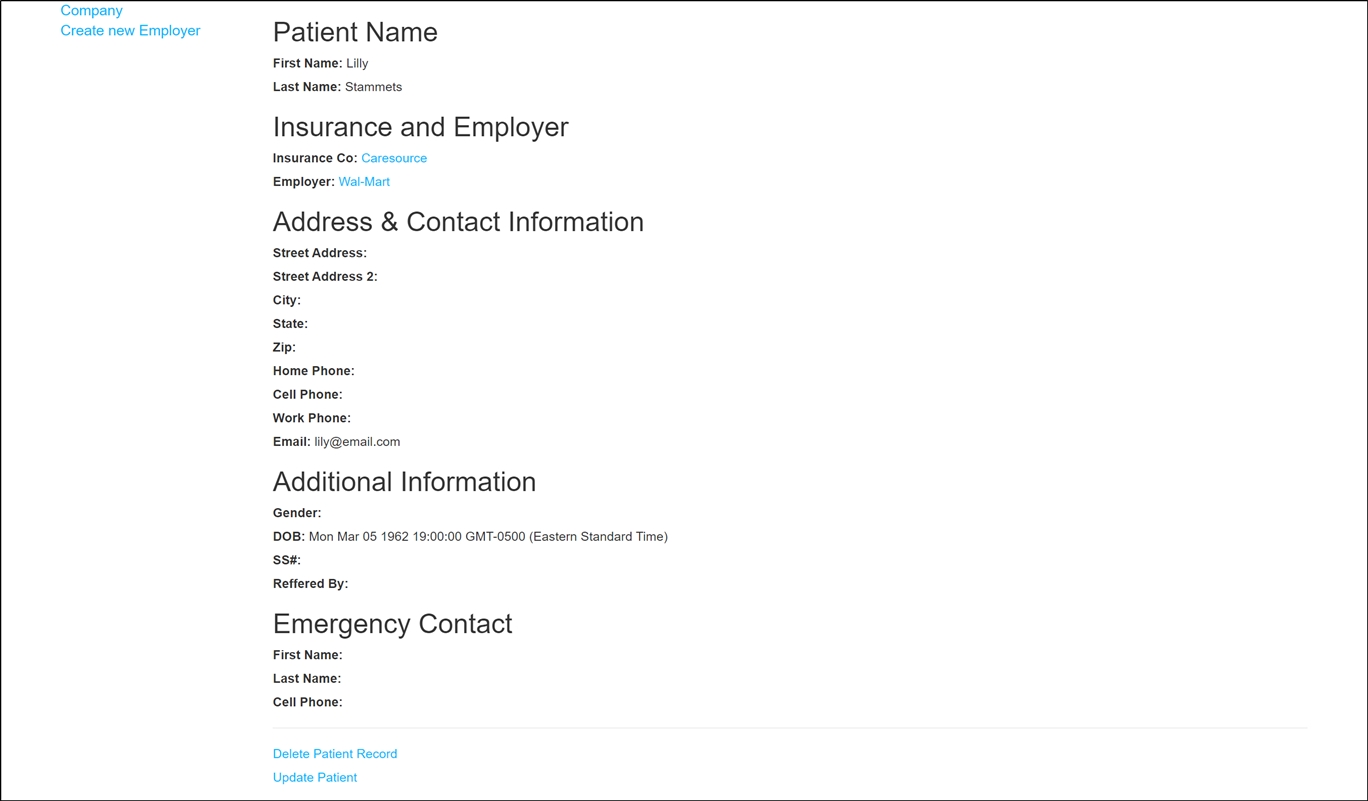 Company
Create new Employer
Patient Name
First Name: Lilly
Last Name: Stammets
Insurance and Employer
Insurance Co: Caresource
Employer: Wal-Mart
Address & Contact Information
Street Address:
Street Address 2:
City:
State:
Zip:
Home Phone:
Cell Phone:
Work Phone:
Email: lily@email.com
Additional Information
Gender:
DOB: Mon Mar 05 1962 19:00:00 GMT-0500 (Eastern Standard Time)
SS#:
Reffered By:
Emergency Contact
First Name:
Last Name:
Cell Phone:
Delete Patient Record
Update Patient